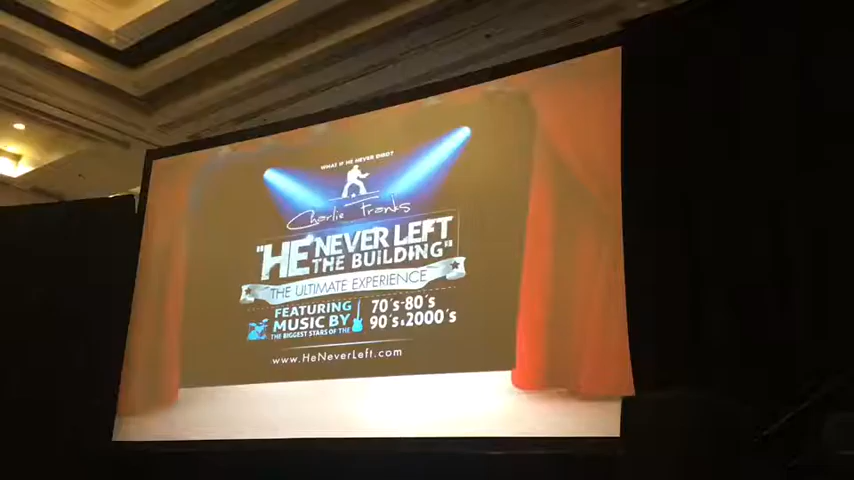 WHAT IF HE NEVER DIED?
Charlie Franks
"HE NEVER LEFT
THE BUILDING"
THE ULTIMATE EXPERIENCE
FEATURING
MUSIC BY
THE BIGGEST STARS OF THE
70's-80's
90's & 2000's
www.HeNeverLeft.com